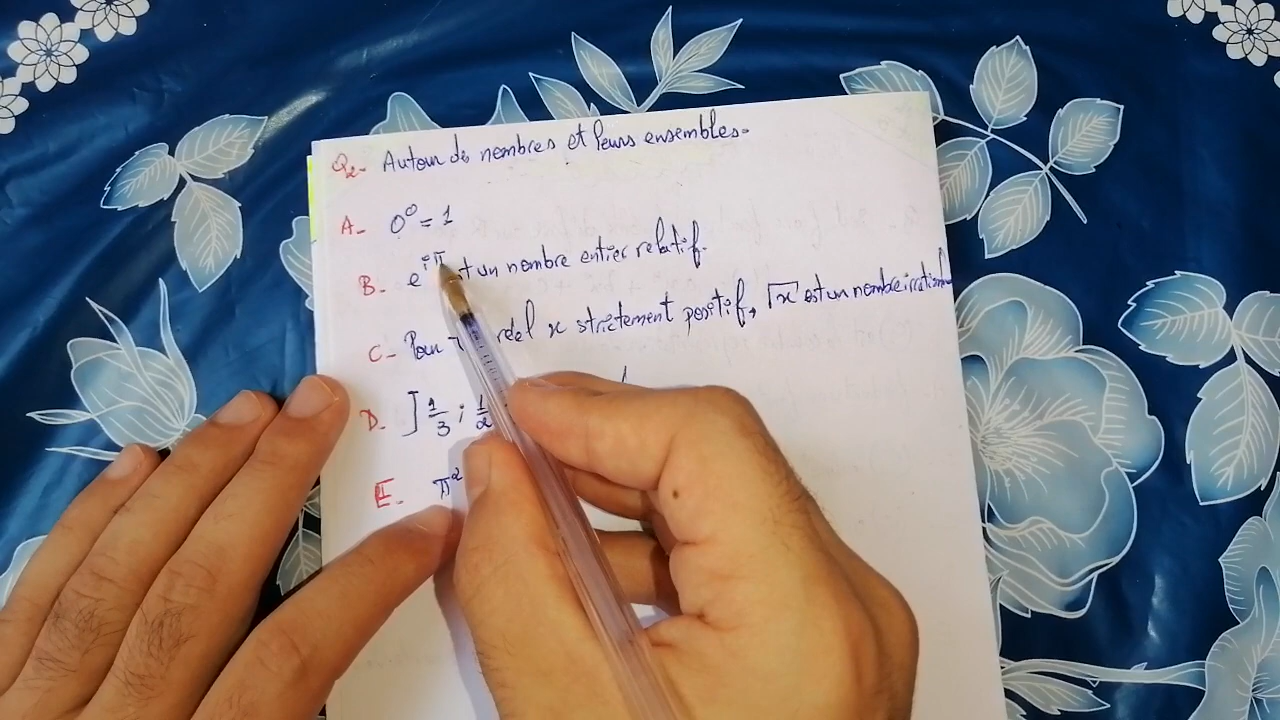 Q2- Autour des nombres et leurs ensembles.
A- 0⁰ = 1
B- e^iπ est un nombre entier relatif.
C- Pour réel x strictement positif, √x est un nombre irrationnel
D. ]1/3 ; 1/2
E. π²